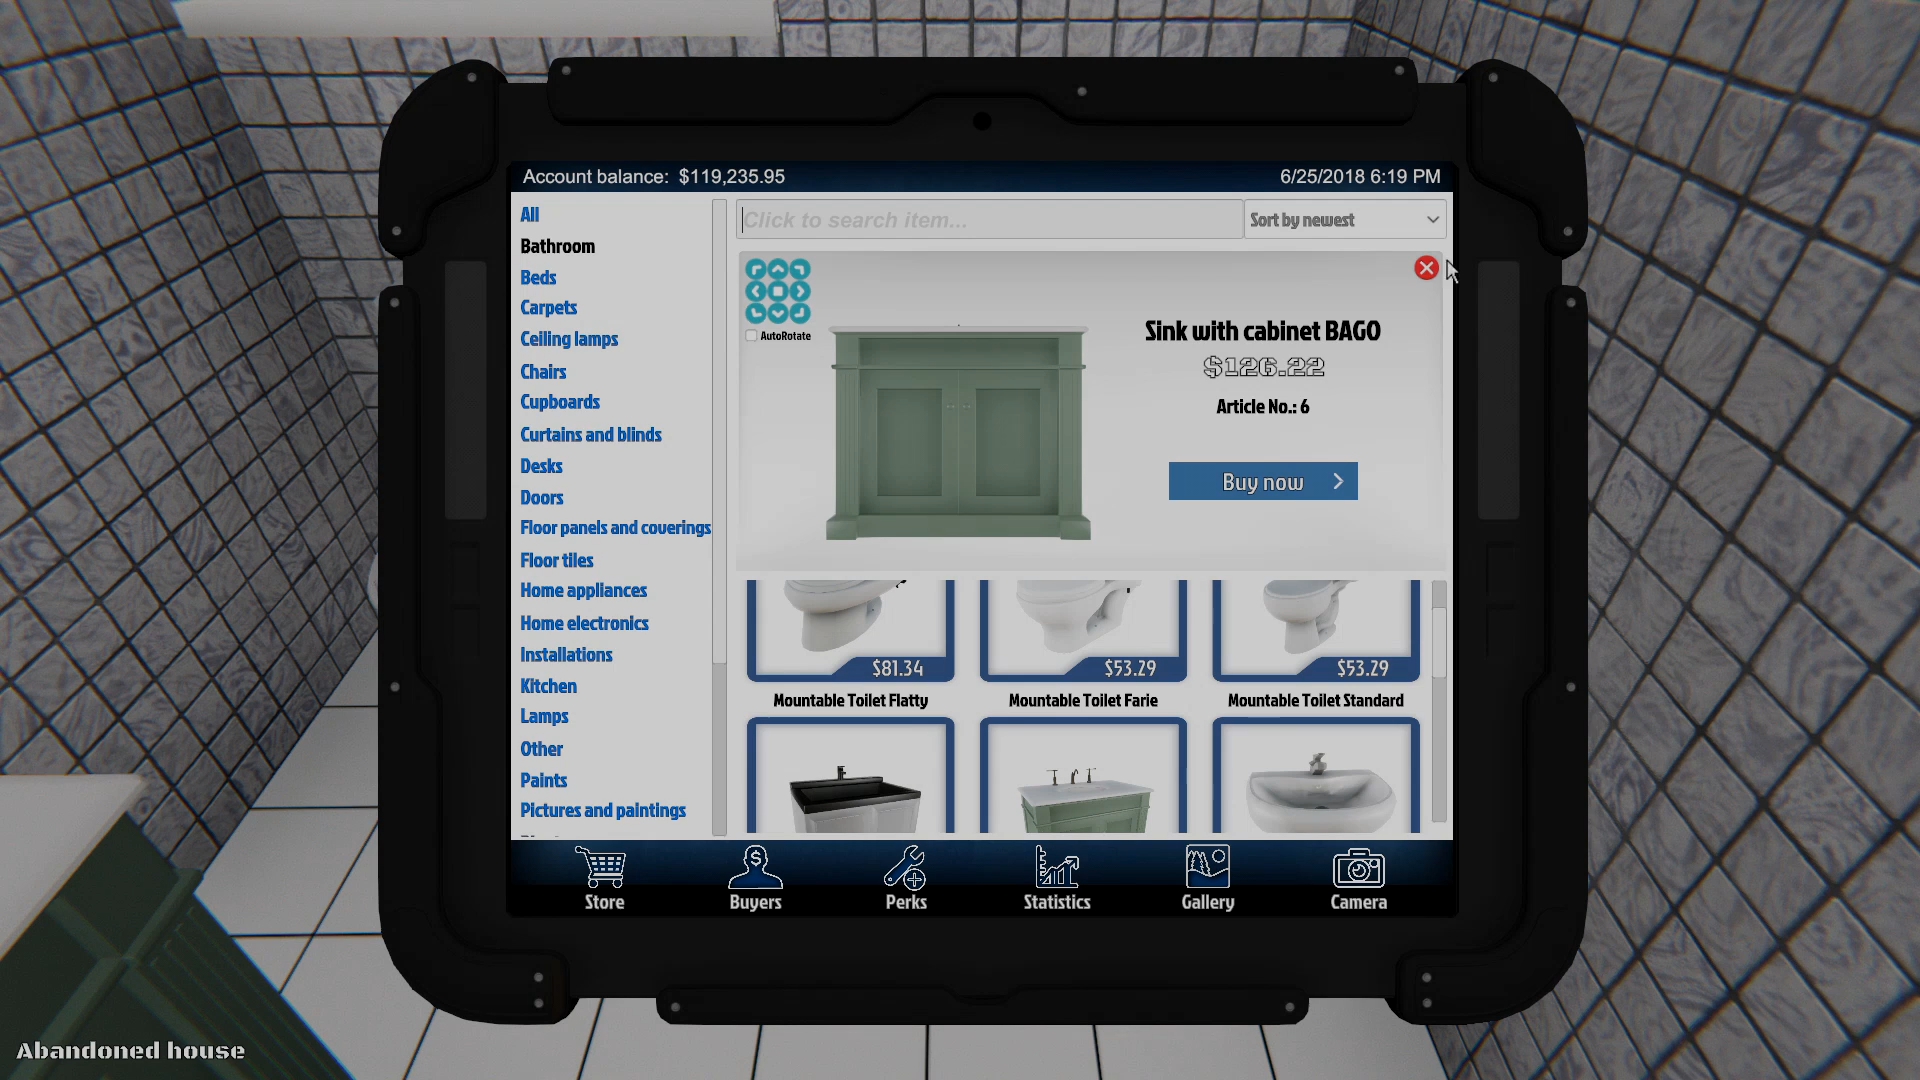 Account balance: $119,235.95
6/25/2018 6:19 PM
All
Bathroom
Beds
Carpets
Ceiling lamps
Chairs
Cupboards
Curtains and blinds
Desks
Doors
Floor panels and coverings
Floor tiles
Home appliances
Home electronics
Installations
Kitchen
Lamps
Other
Paints
Pictures and paintings
Click to search item...
Sort by newest
AutoRotate
Sink with cabinet BAGO
$126.22
Article No.: 6
Buy now
$81.34
$53.29
$53.29
Mountable Toilet Flatty
Mountable Toilet Farie
Mountable Toilet Standard
Store
Buyers
Perks
Statistics
Gallery
Camera
Abandoned house